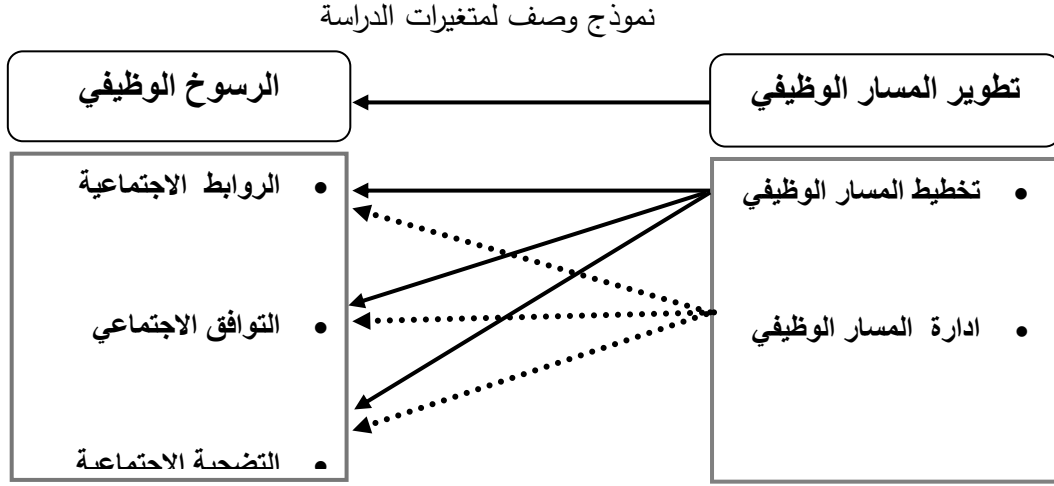 نموذج وصف لمتغيرات الدراسة
تطوير المسار الوظيفي
الرسوخ الوظيفي
• تخطيط المسار الوظيفي
• ادارة المسار الوظيفي
• الروابط الاجتماعية
• التوافق الاجتماعي
• التضحية الاجتماعية